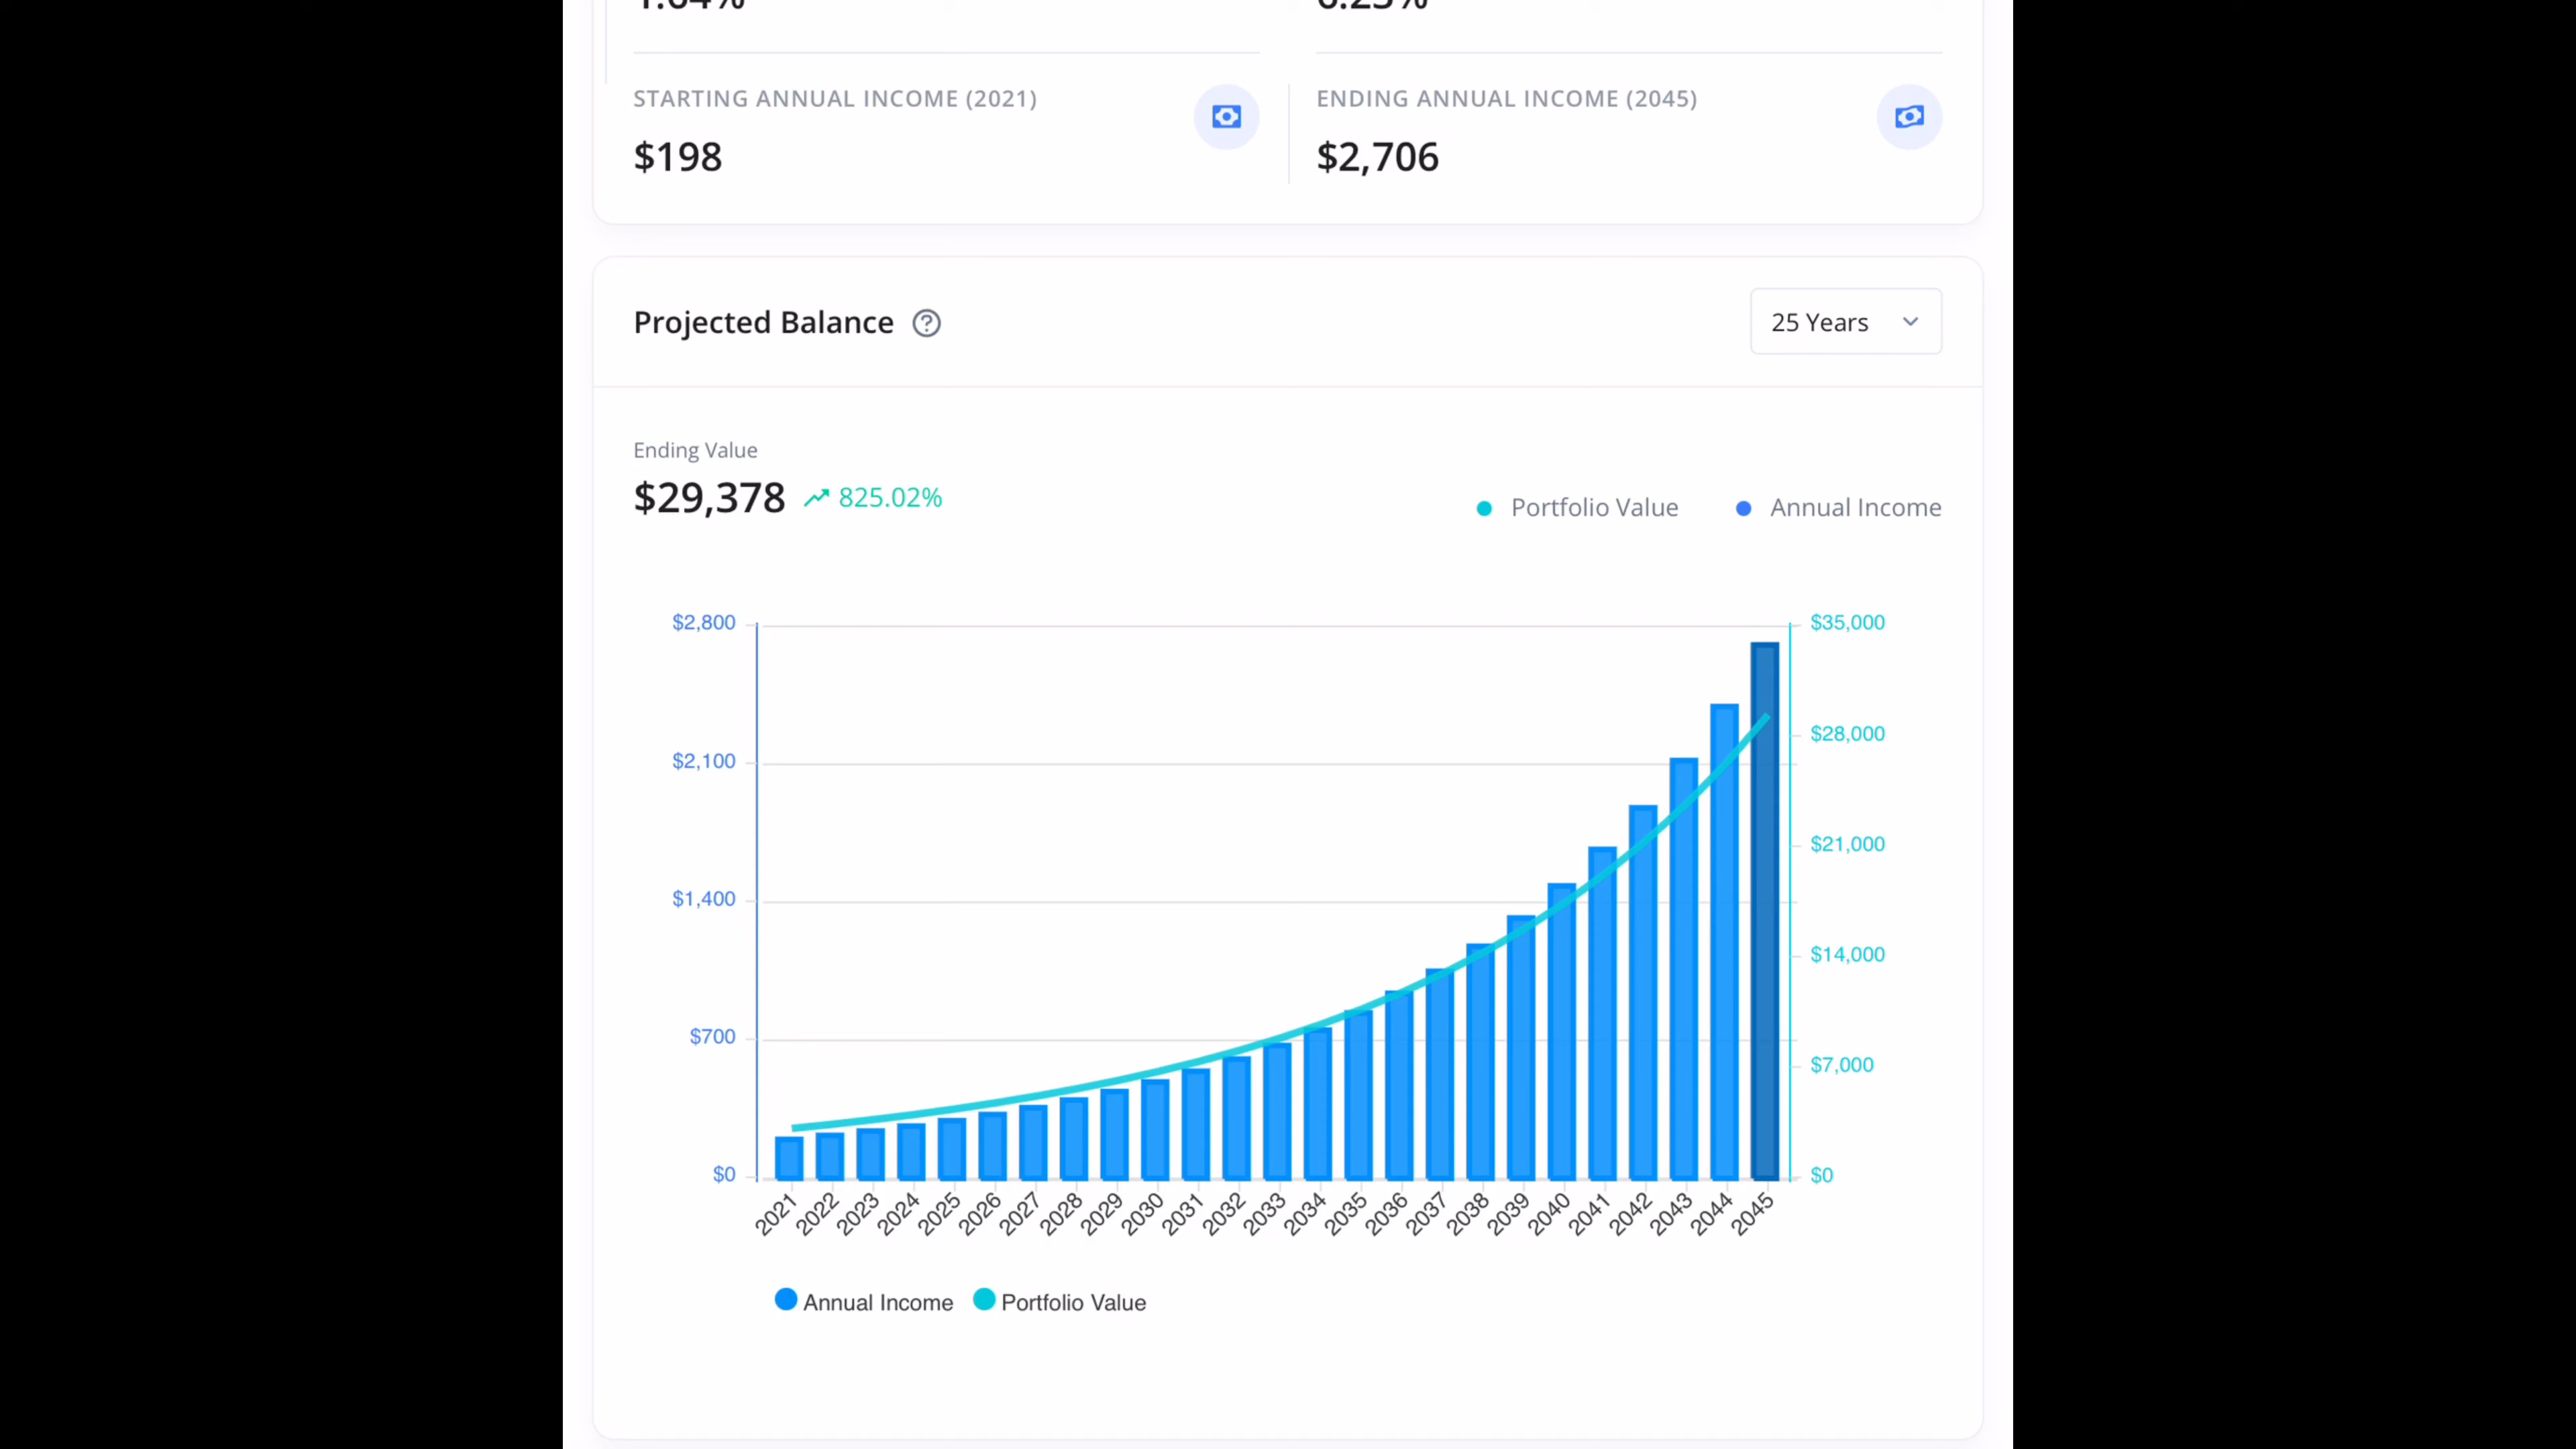 STARTING ANNUAL INCOME (2021)
$198
ENDING ANNUAL INCOME (2045)
$2,706
Projected Balance
25 Years
Ending Value
$29,378 825.02%
Portfolio Value Annual Income
$2,800
$2,100
$1,400
$700
$0
$35,000
$28,000
$21,000
$14,000
$7,000
$0
2021 2022 2023 2024 2025 2026 2027 2028 2029 2030 2031 2032 2033 2034 2035 2036 2037 2038 2039 2040 2041 2042 2043 2044 2045
Annual Income Portfolio Value